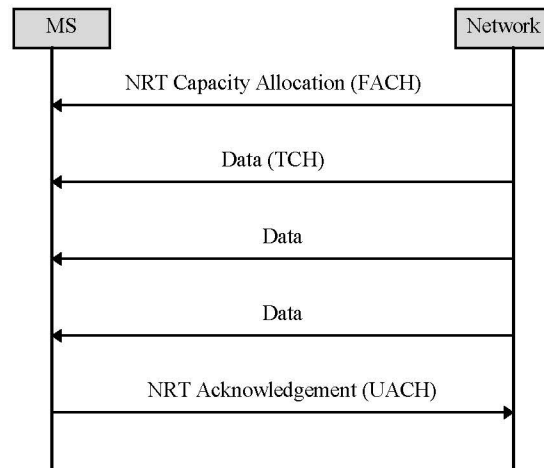 MS
Network
NRT Capacity Allocation (FACH)
Data (TCH)
Data
Data
NRT Acknowledgement (UACH)